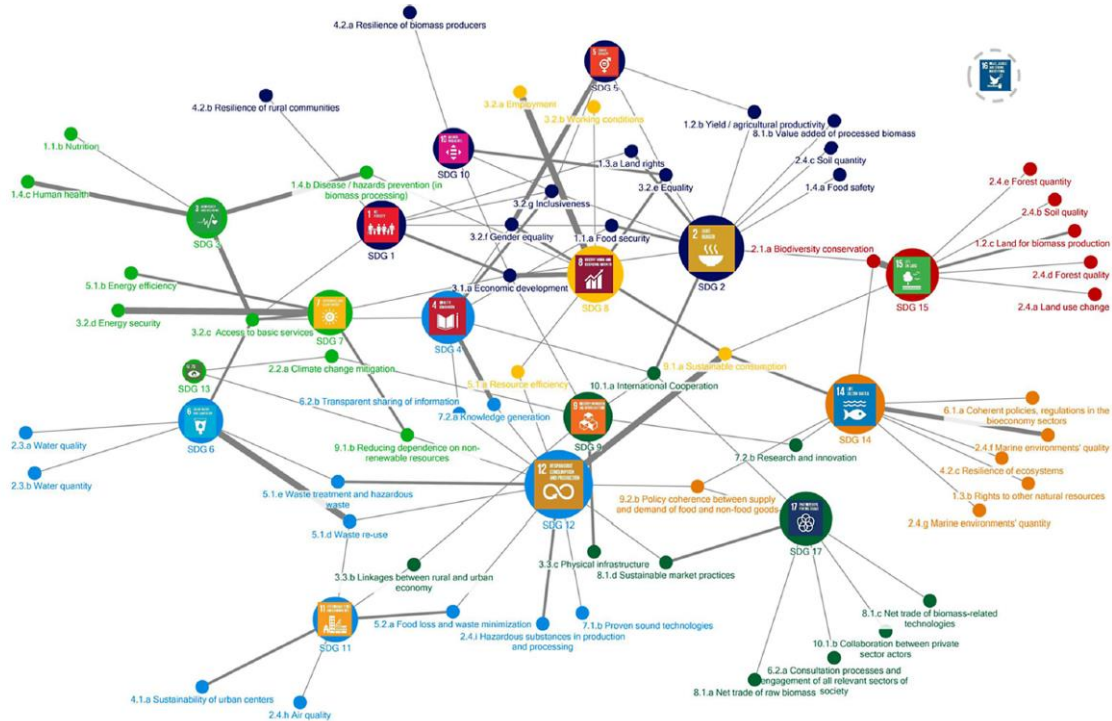 4.2.a Resilience of biomass producers
SDG 5
4.2.b Resilience of rural communities
3.2.a Employment
3.2.b Working conditions
1.2.b Yield / agricultural productivity
8.1.b Value added of processed biomass
1.1.b Nutrition
2.4.c Soil quantity
1.3.a Land rights
SDG 10
1.4.b Disease / hazards prevention (in
biomass processing)
1.4.a Food safety
3.2.e Equality
1.4.c Human health
2.4.e Forest quantity
3.2.g Inclusiveness
2.4.b Soil quality
SDG 3
SDG 1
3.2.f Gender equality
1.1.a Food security
2.1.a Biodiversity conservation
1.2.c Land for biomass production
5.1.b Energy efficiency
2.4.d Forest quality
SDG 2
3.1.a Economic development
SDG 8
SDG 15
2.4.a Land use change
3.2.d Energy security
3.2.c Access to basic services
SDG 7
SDG 4
9.1.a Sustainable consumption
2.2.a Climate change mitigation
SDG 13
5.1.a Resource efficiency
10.1.a International Cooperation
6.2.b Transparent sharing of information
7.2.a Knowledge generation
6.1.a Coherent policies, regulations in the
bioeconomy sectors
2.3.a Water quality
SDG 6
SDG 9
SDG 14
9.1.b Reducing dependence on non-
renewable resources
2.4.f Marine environments' quality
7.2.b Research and innovation
4.2.c Resilience of ecosystems
2.3.b Water quantity
12 RESPONSIBLE
CONSUMPTION
AND PRODUCTION
5.1.e Waste treatment and hazardous
waste
9.2.b Policy coherence between supply
and demand of food and non-food goods
1.3.b Rights to other natural resources
2.4.g Marine environments' quantity
SDG 12
5.1.d Waste re-use
SDG 17
3.3.c Physical infrastructure
8.1.d Sustainable market practices
3.3.b Linkages between rural and urban
economy
5.2.a Food loss and waste minimization
7.1.b Proven sound technologies
8.1.c Net trade of biomass-related
technologies
2.4.i Hazardous substances in production
and processing
10.1.b Collaboration between private
sector actors
SDG 11
6.2.a Consultation processes and
engagement of all relevant sectors of
society
4.1.a Sustainability of urban centers
8.1.a Net trade of raw biomass
2.4.h Air quality